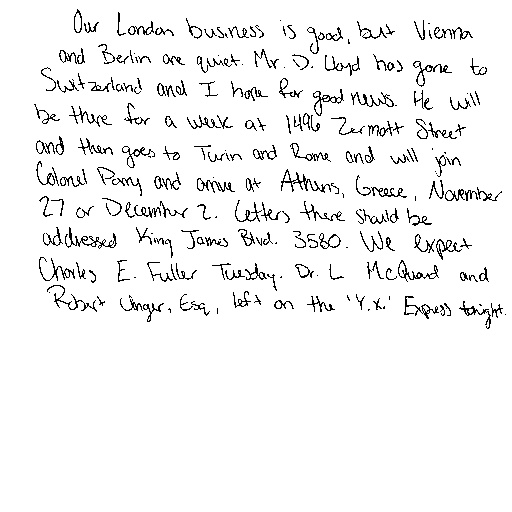 Our London business is good, but Vienna
and Berlin are quiet. Mr. D. Lloyd has gone to
Switzerland and I hope for good news. He will
be there for a week at 1496 Zermott Street
and then goes to Turin and Rome and will join
Colonel Parry and arrive at Athens, Greece, November
27 or December 2. Letters there should be
addressed King James Blvd. 3580. We expect
Charles E. Fuller Tuesday. Dr. L McQuaid and
Robert Unger, Esq., left on the 'Y.X.' Express tonight.